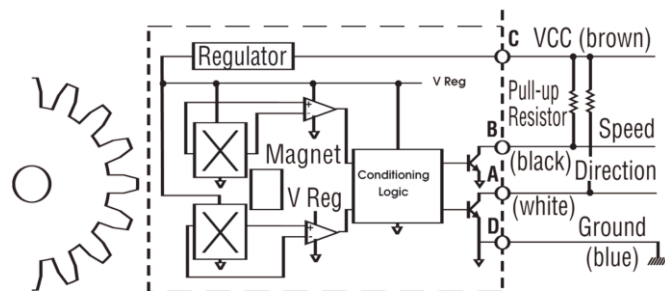 C VCC (brown)
Regulator
V Reg
Pull-up
Resistor
B
Speed
Magnet
(black)
A
Direction
Conditioning
Logic
V Reg
(white)
D
Ground
(blue)
+
-
+
-